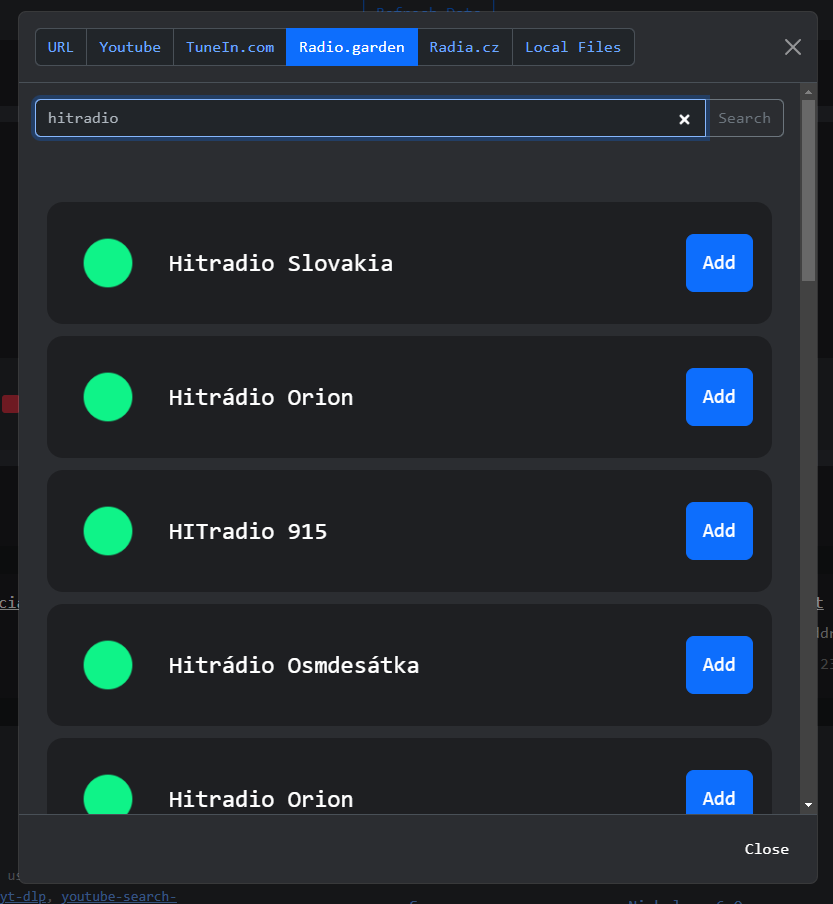 URL Youtube TuneIn.com Radio.garden Radia.cz Local Files
hitradio Search
Hitradio Slovakia Add
Hitrádio Orion Add
HITradio 915 Add
Hitrádio Osmdesátka Add
Hitradio Orion Add
Close
yt-dlp, youtube-search-